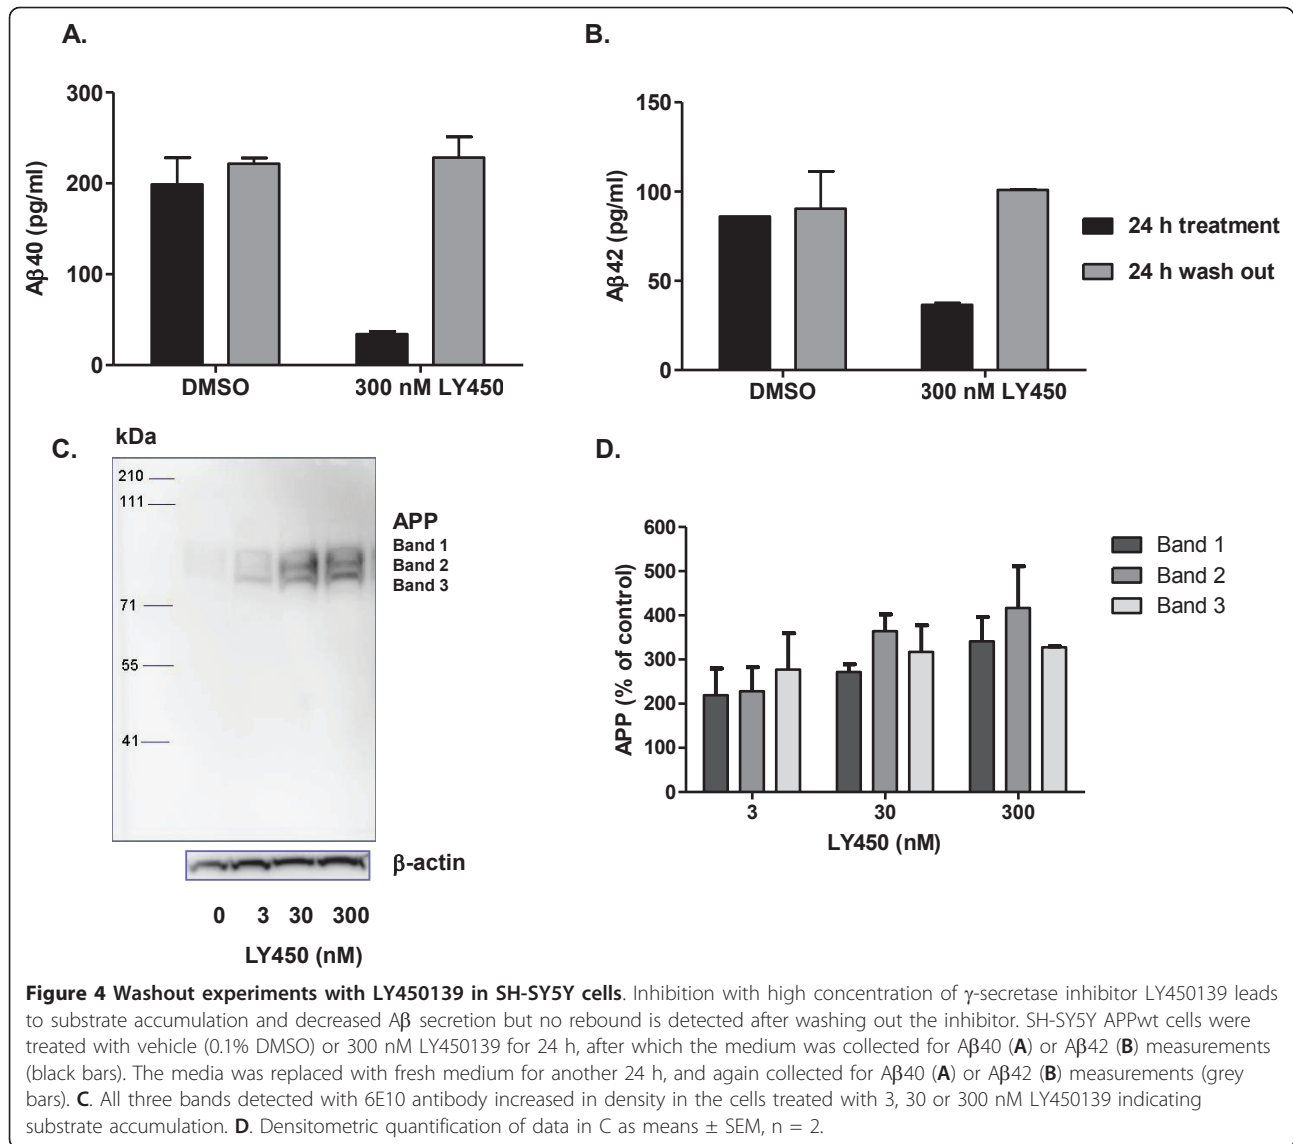 A.
300
200
100
0
Aβ40 (pg/ml)
DMSO
300 nM LY450
B.
150
100
50
0
Aβ42 (pg/ml)
DMSO
300 nM LY450
24 h treatment
24 h wash out
C.
kDa
210
111
71
55
41
APP
Band 1
Band 2
Band 3
β-actin
0 3 30 300
LY450 (nM)
D.
600
500
400
300
200
100
0
APP (% of control)
3 30 300
LY450 (nM)
Band 1
Band 2
Band 3
Figure 4 Washout experiments with LY450139 in SH-SY5Y cells. Inhibition with high concentration of γ-secretase inhibitor LY450139 leads
to substrate accumulation and decreased Aβ secretion but no rebound is detected after washing out the inhibitor. SH-SY5Y APPwt cells were
treated with vehicle (0.1% DMSO) or 300 nM LY450139 for 24 h, after which the medium was collected for Aβ40 (A) or Aβ42 (B) measurements
(black bars). The media was replaced with fresh medium for another 24 h, and again collected for Aβ40 (A) or Aβ42 (B) measurements (grey
bars). C. All three bands detected with 6E10 antibody increased in density in the cells treated with 3, 30 or 300 nM LY450139 indicating
substrate accumulation. D. Densitometric quantification of data in C as means ± SEM, n = 2.